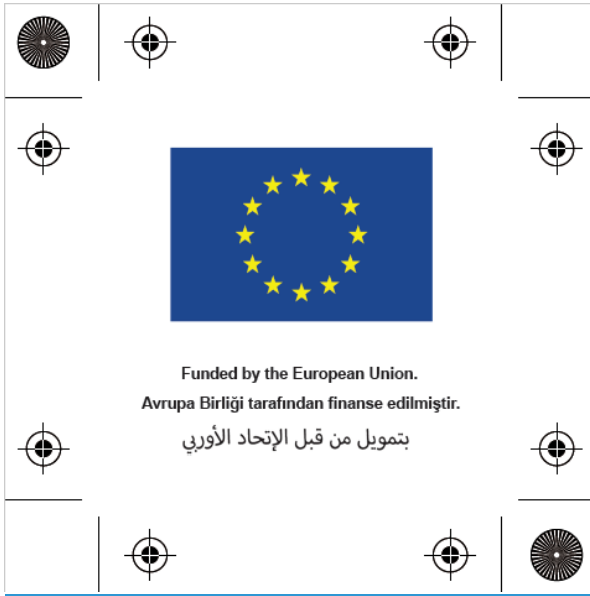 Funded by the European Union.
Avrupa Birliği tarafından finanse edilmiştir.
بتمويل من قبل الإتحاد الأوربي